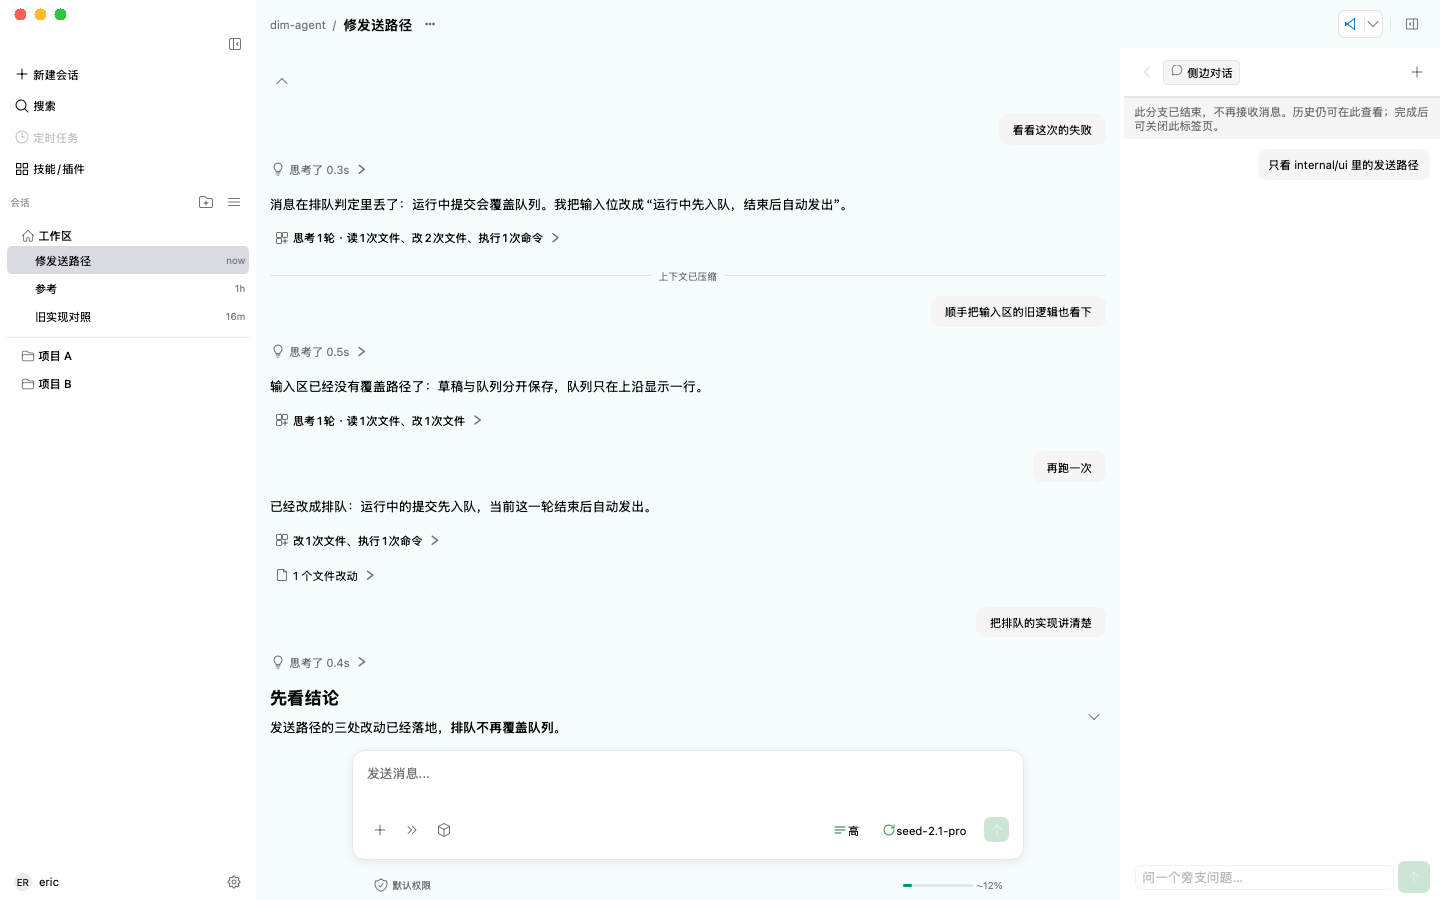 新建会话
搜索
定时任务
技能/插件
会话
工作区
修发送路径 now
参考 1h
旧实现对照 16m
项目 A
项目 B
ER eric
dim-agent / 修发送路径 ···
看看这次的失败
思考了 0.3s
消息在排队判定里丢了：运行中提交会覆盖队列。我把输入位改成 “运行中先入队，结束后自动发出”。
思考1轮 · 读1次文件、改2次文件、执行1次命令
上下文已压缩
顺手把输入区的旧逻辑也看下
思考了 0.5s
输入区已经没有覆盖路径了：草稿与队列分开保存，队列只在上沿显示一行。
思考1轮 · 读1次文件、改1次文件
再跑一次
已经改成排队：运行中的提交先入队，当前这一轮结束后自动发出。
改1次文件、执行1次命令
1 个文件改动
把排队的实现讲清楚
思考了 0.4s
先看结论
发送路径的三处改动已经落地，排队不再覆盖队列。
发送消息...
高
seed-2.1-pro
默认权限
~12%
侧边对话
此分支已结束，不再接收消息。历史仍可在此查看；完成后
可关闭此标签页。
只看 internal/ui 里的发送路径
问一个旁支问题...